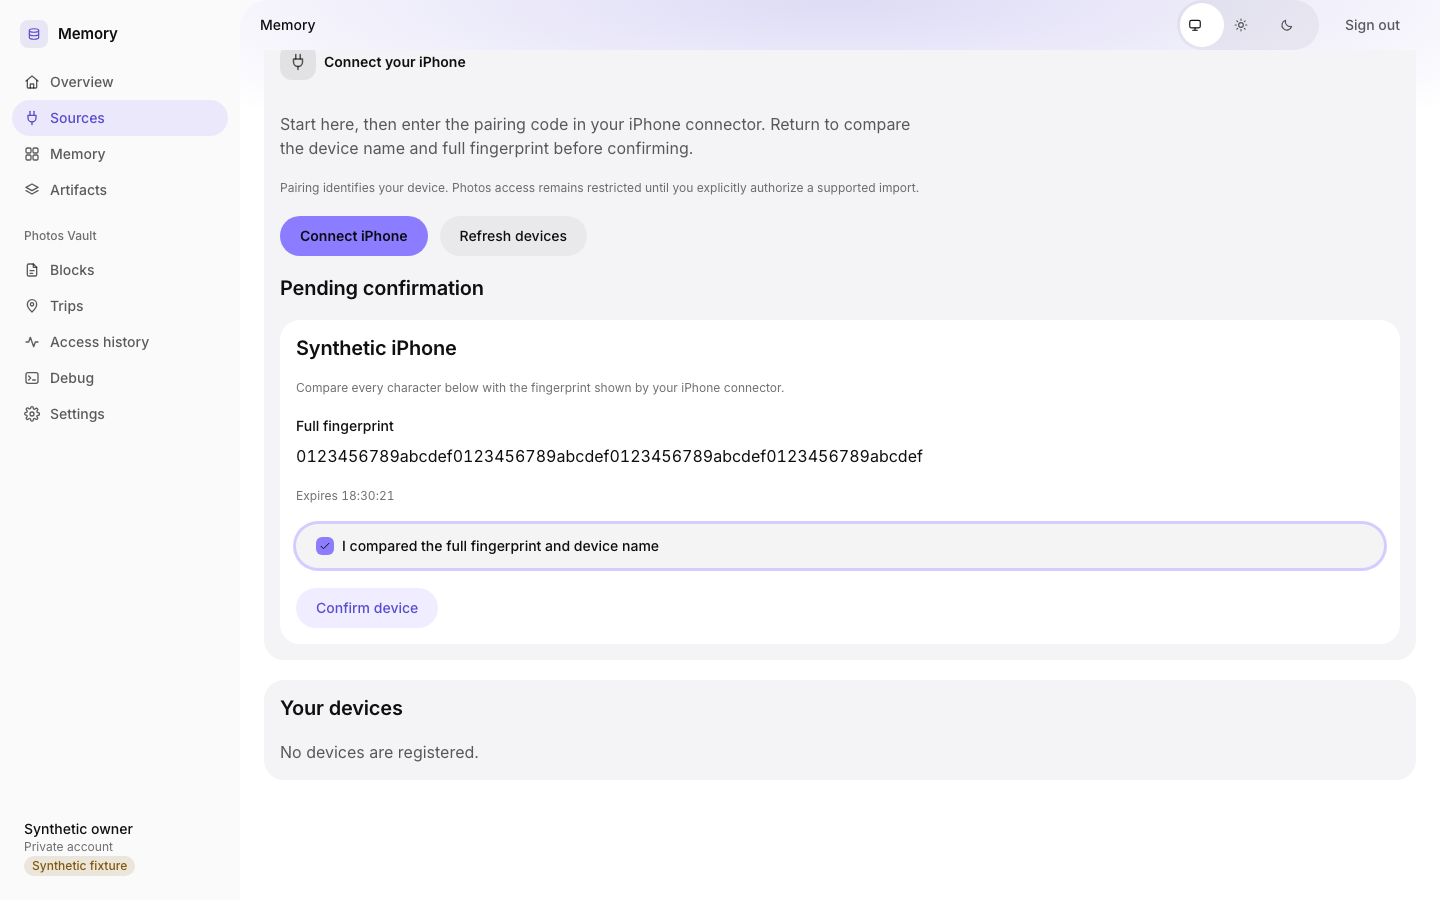 Memory
Overview
Sources
Memory
Artifacts
Photos Vault
Blocks
Trips
Access history
Debug
Settings
Synthetic owner
Private account
Synthetic fixture
Memory
Sign out
Connect your iPhone
Start here, then enter the pairing code in your iPhone connector. Return to compare
the device name and full fingerprint before confirming.
Pairing identifies your device. Photos access remains restricted until you explicitly authorize a supported import.
Connect iPhone
Refresh devices
Pending confirmation
Synthetic iPhone
Compare every character below with the fingerprint shown by your iPhone connector.
Full fingerprint
0123456789abcdef0123456789abcdef0123456789abcdef0123456789abcdef
Expires 18:30:21
I compared the full fingerprint and device name
Confirm device
Your devices
No devices are registered.